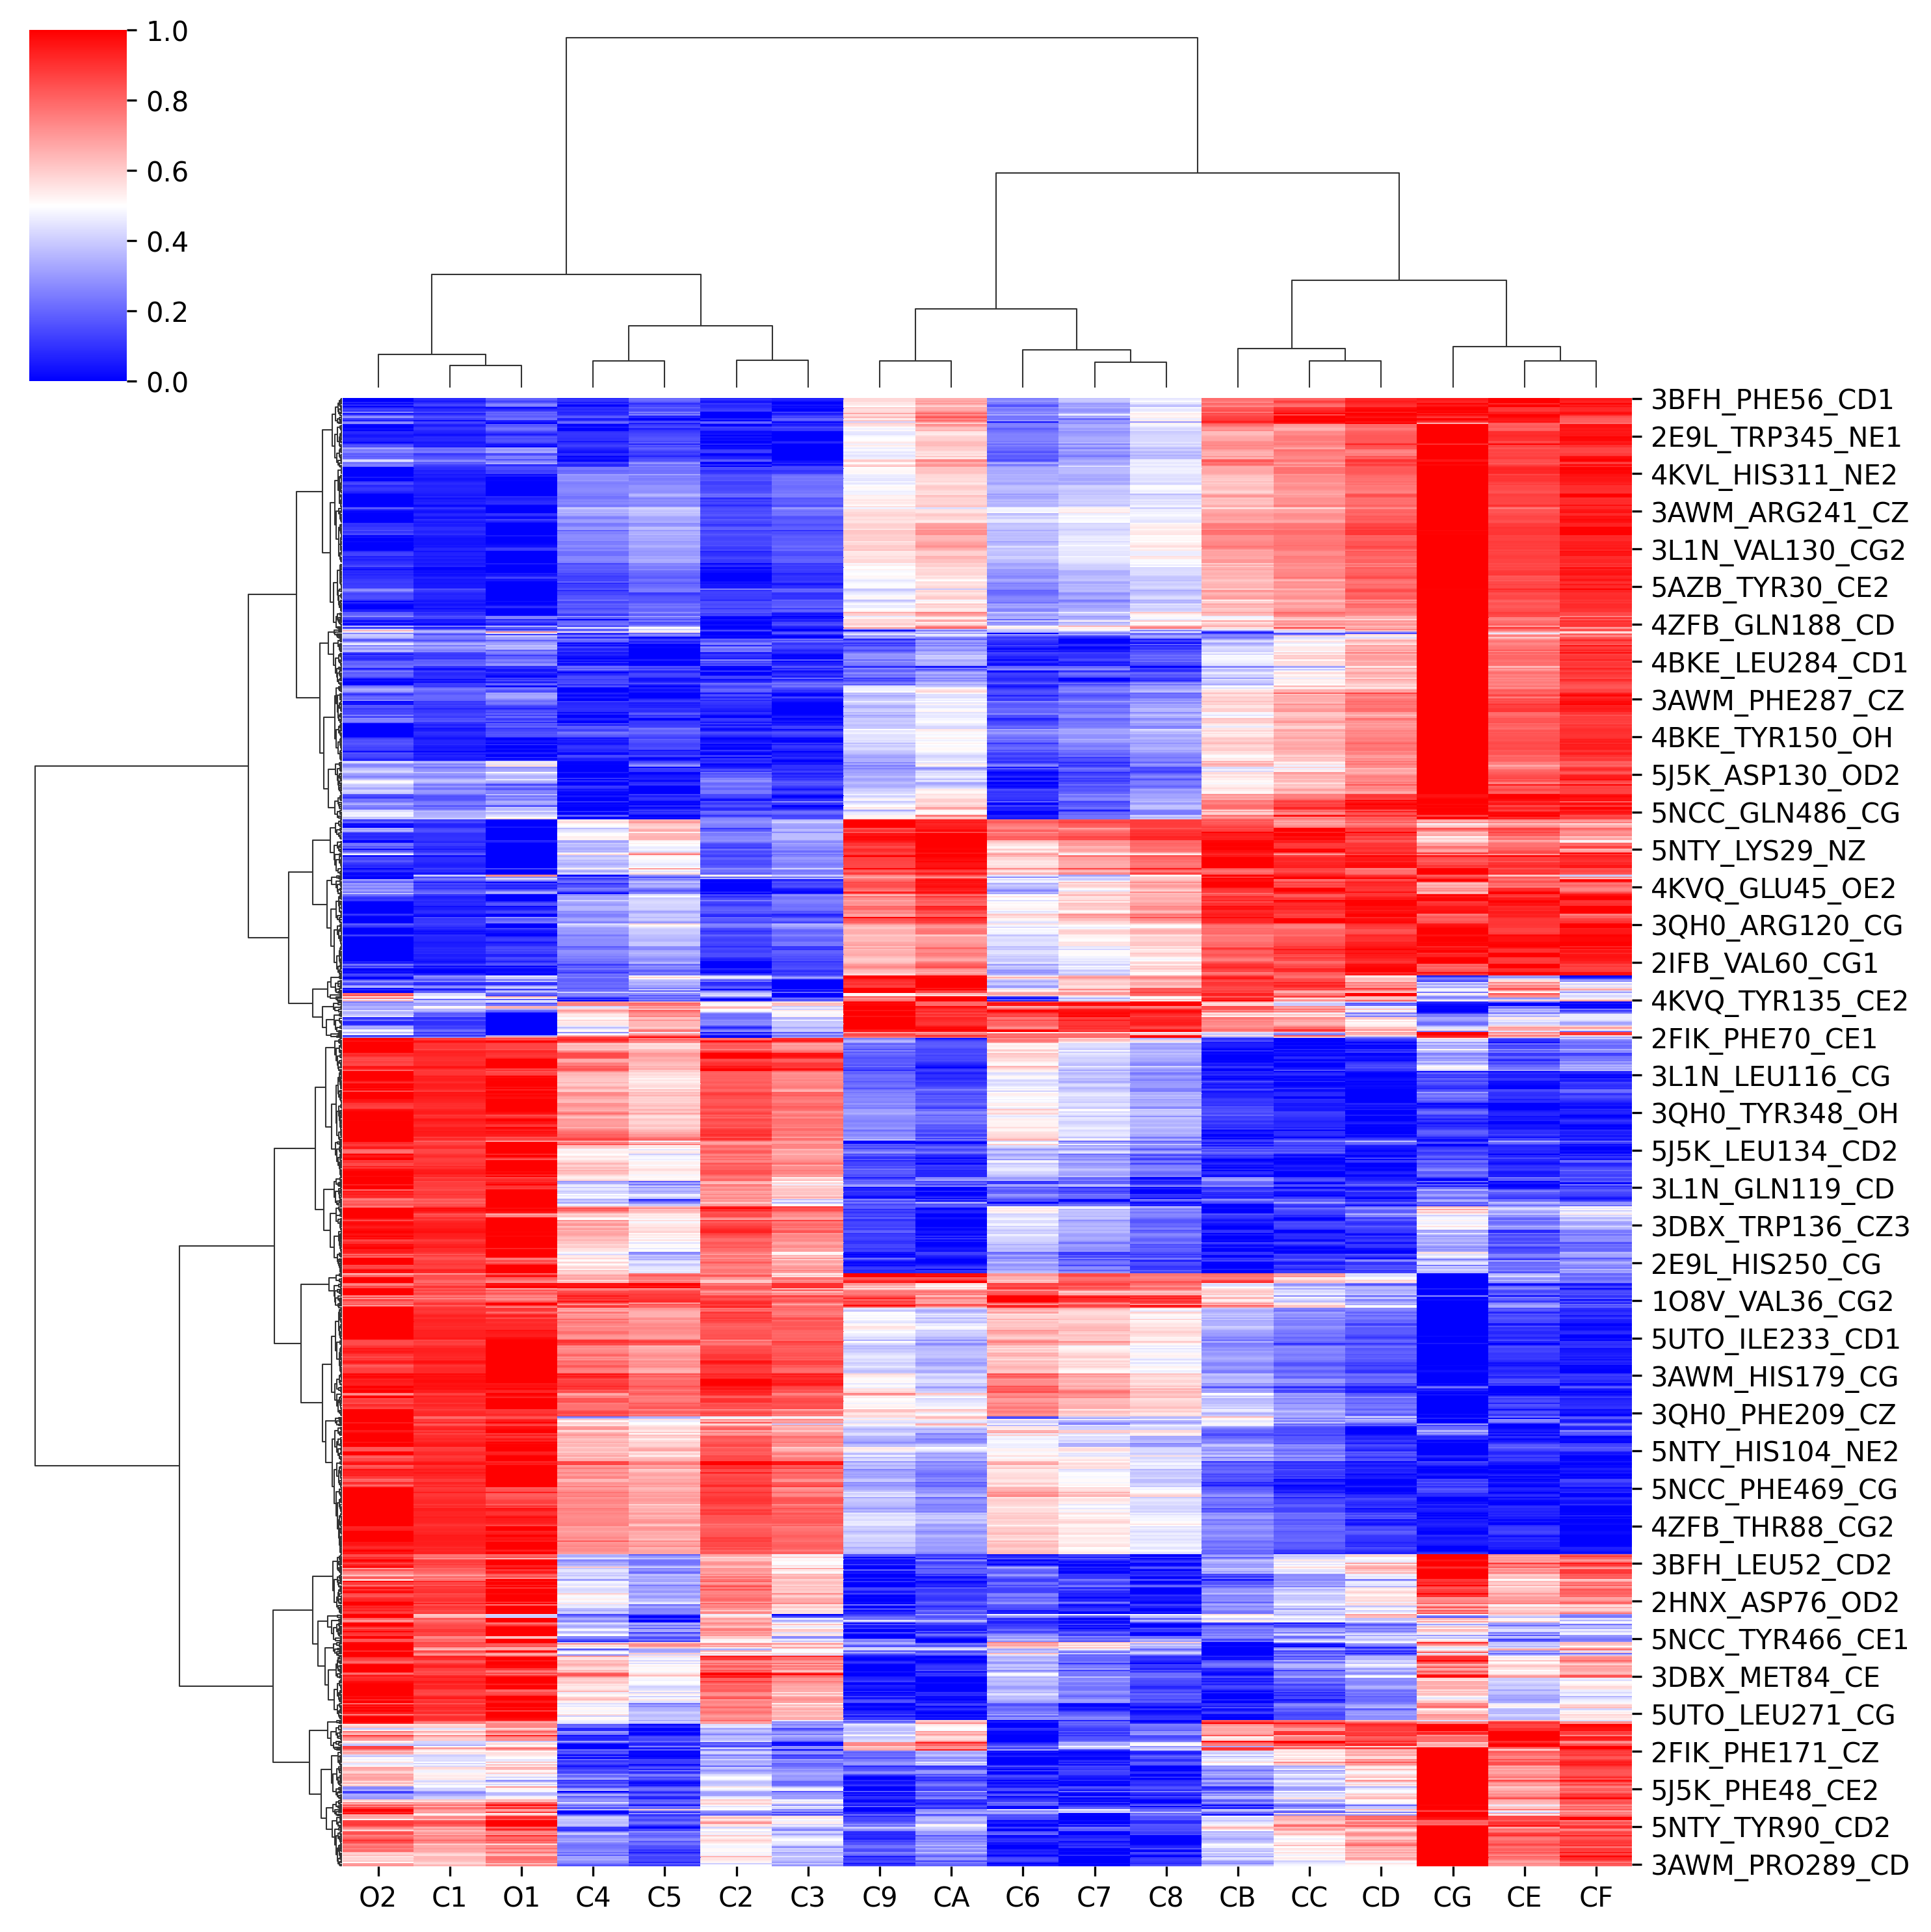 1.0
0.8
0.6
0.4
0.2
0.0
3BFH_PHE56_CD1
2E9L_TRP345_NE1
4KVL_HIS311_NE2
3AWM_ARG241_CZ
3L1N_VAL130_CG2
5AZB_TYR30_CE2
4ZFB_GLN188_CD
4BKE_LEU284_CD1
3AWM_PHE287_CZ
4BKE_TYR150_OH
5J5K_ASP130_OD2
5NCC_GLN486_CG
5NTY_LYS29_NZ
4KVQ_GLU45_OE2
3QH0_ARG120_CG
2IFB_VAL60_CG1
4KVQ_TYR135_CE2
2FIK_PHE70_CE1
3L1N_LEU116_CG
3QH0_TYR348_OH
5J5K_LEU134_CD2
3L1N_GLN119_CD
3DBX_TRP136_CZ3
2E9L_HIS250_CG
1O8V_VAL36_CG2
5UTO_ILE233_CD1
3AWM_HIS179_CG
3QH0_PHE209_CZ
5NTY_HIS104_NE2
5NCC_PHE469_CG
4ZFB_THR88_CG2
3BFH_LEU52_CD2
2HNX_ASP76_OD2
5NCC_TYR466_CE1
3DBX_MET84_CE
5UTO_LEU271_CG
2FIK_PHE171_CZ
5J5K_PHE48_CE2
5NTY_TYR90_CD2
3AWM_PRO289_CD
O2 C1 O1 C4 C5 C2 C3 C9 CA C6 C7 C8 CB CC CD CG CE CF